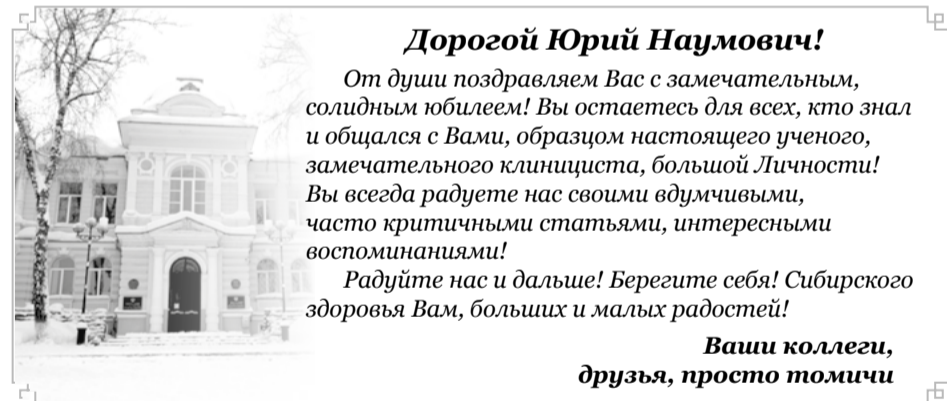 Дорогой Юрий Наумович!
От души поздравляем Вас с замечательным,
солидным юбилеем! Вы остаетесь для всех, кто знал
и общался с Вами, образцом настоящего ученого,
замечательного клинициста, большой Личности!
Вы всегда радуете нас своими вдумчивыми,
часто критичными статьями, интересными
воспоминаниями!
Радуйте нас и дальше! Берегите себя! Сибирского
здоровья Вам, больших и малых радостей!
Ваши коллеги,
друзья, просто томичи